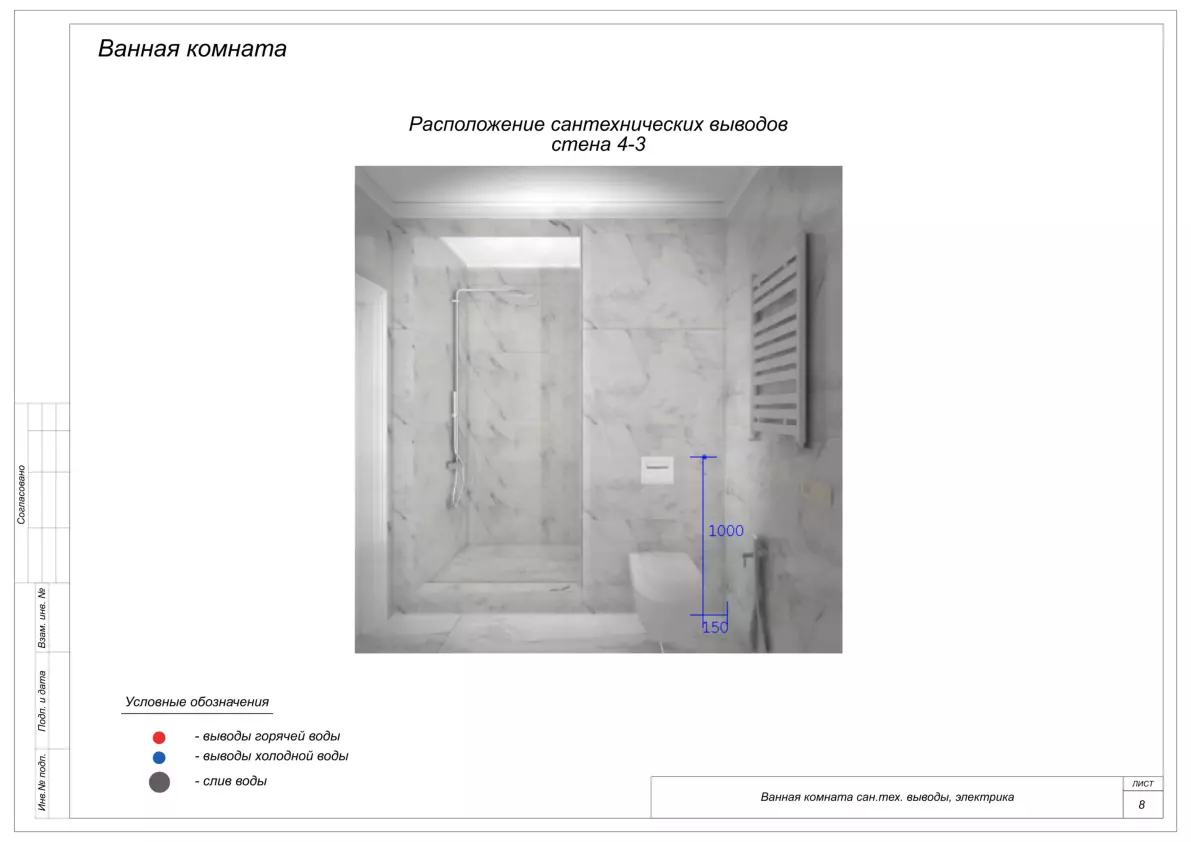 Ванная комната
Расположение сантехнических выводов
стена 4-3
1000
150
Согласовано
Взам. инв. №
Подп. и дата
Инв.№ подп.
Условные обозначения
- выводы горячей воды
- выводы холодной воды
- слив воды
Ванная комната сан.тех. выводы, электрика
ЛИСТ
8